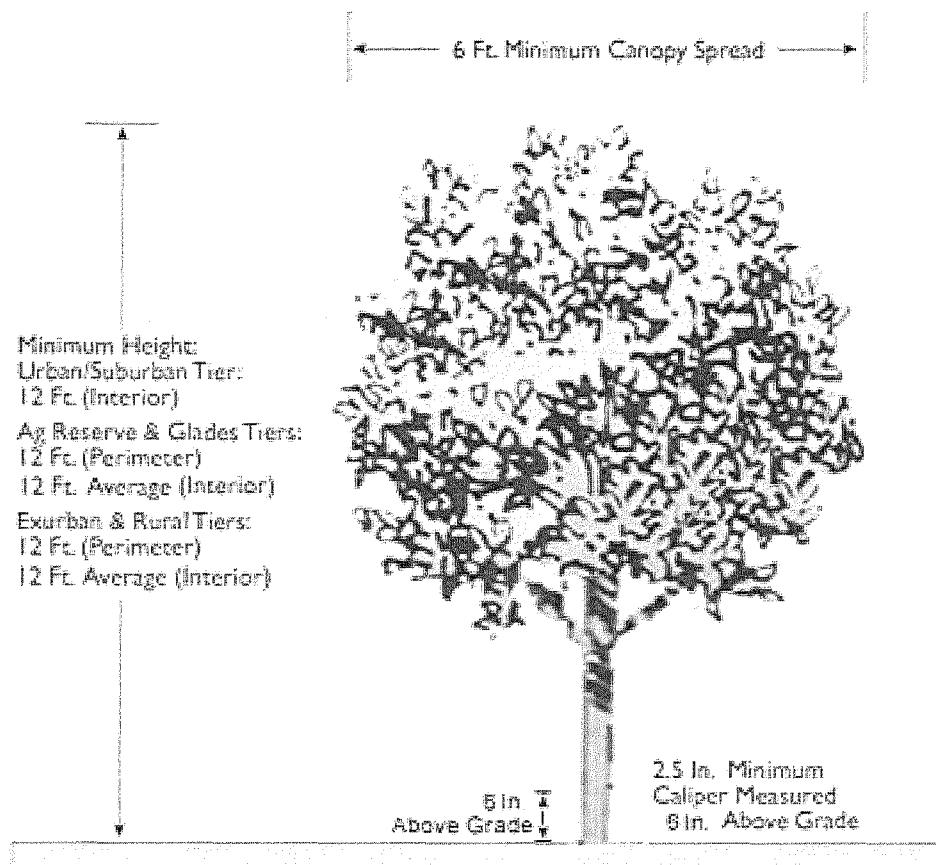 6 Ft. Minimum Canopy Spread
Minimum Height:
Urban/Suburban Tier:
12 Ft. (Interior)
Ag Reserve & Glades Tiers:
12 Ft. (Perimeter)
12 Ft. Average (Interior)
Exurban & Rural Tiers:
12 Ft. (Perimeter)
12 Ft. Average (Interior)
6 In
Above Grade
2.5 In. Minimum
Caliper Measured
6 In. Above Grade